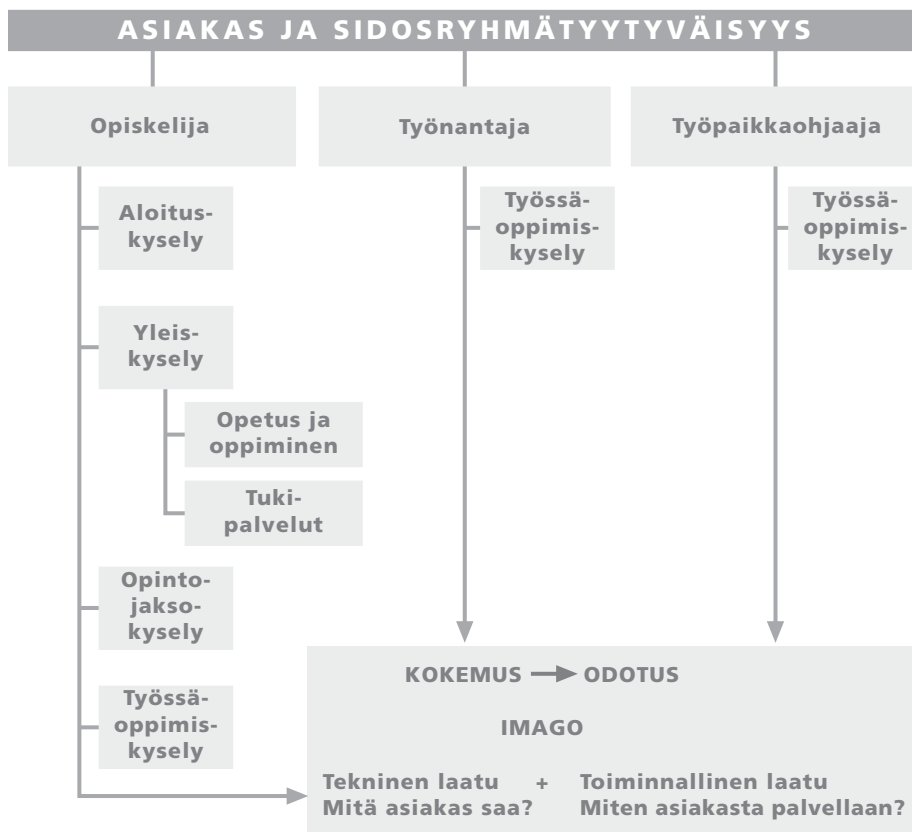 ASIAKAS JA SIDOSRYHMÄTYYTYVÄISYYS
Opiskelija
Työnantaja
Työpaikkaohjaaja
Aloitus-
kysely
Työssä-
oppimis-
kysely
Työssä-
oppimis-
kysely
Yleis-
kysely
Opetus ja
oppiminen
Tuki-
palvelut
Opinto-
jakso-
kysely
Työssä-
oppimis-
kysely
KOKEMUS → ODOTUS
IMAGO
Tekninen laatu + Toiminnallinen laatu
Mitä asiakas saa? Miten asiakasta palvellaan?